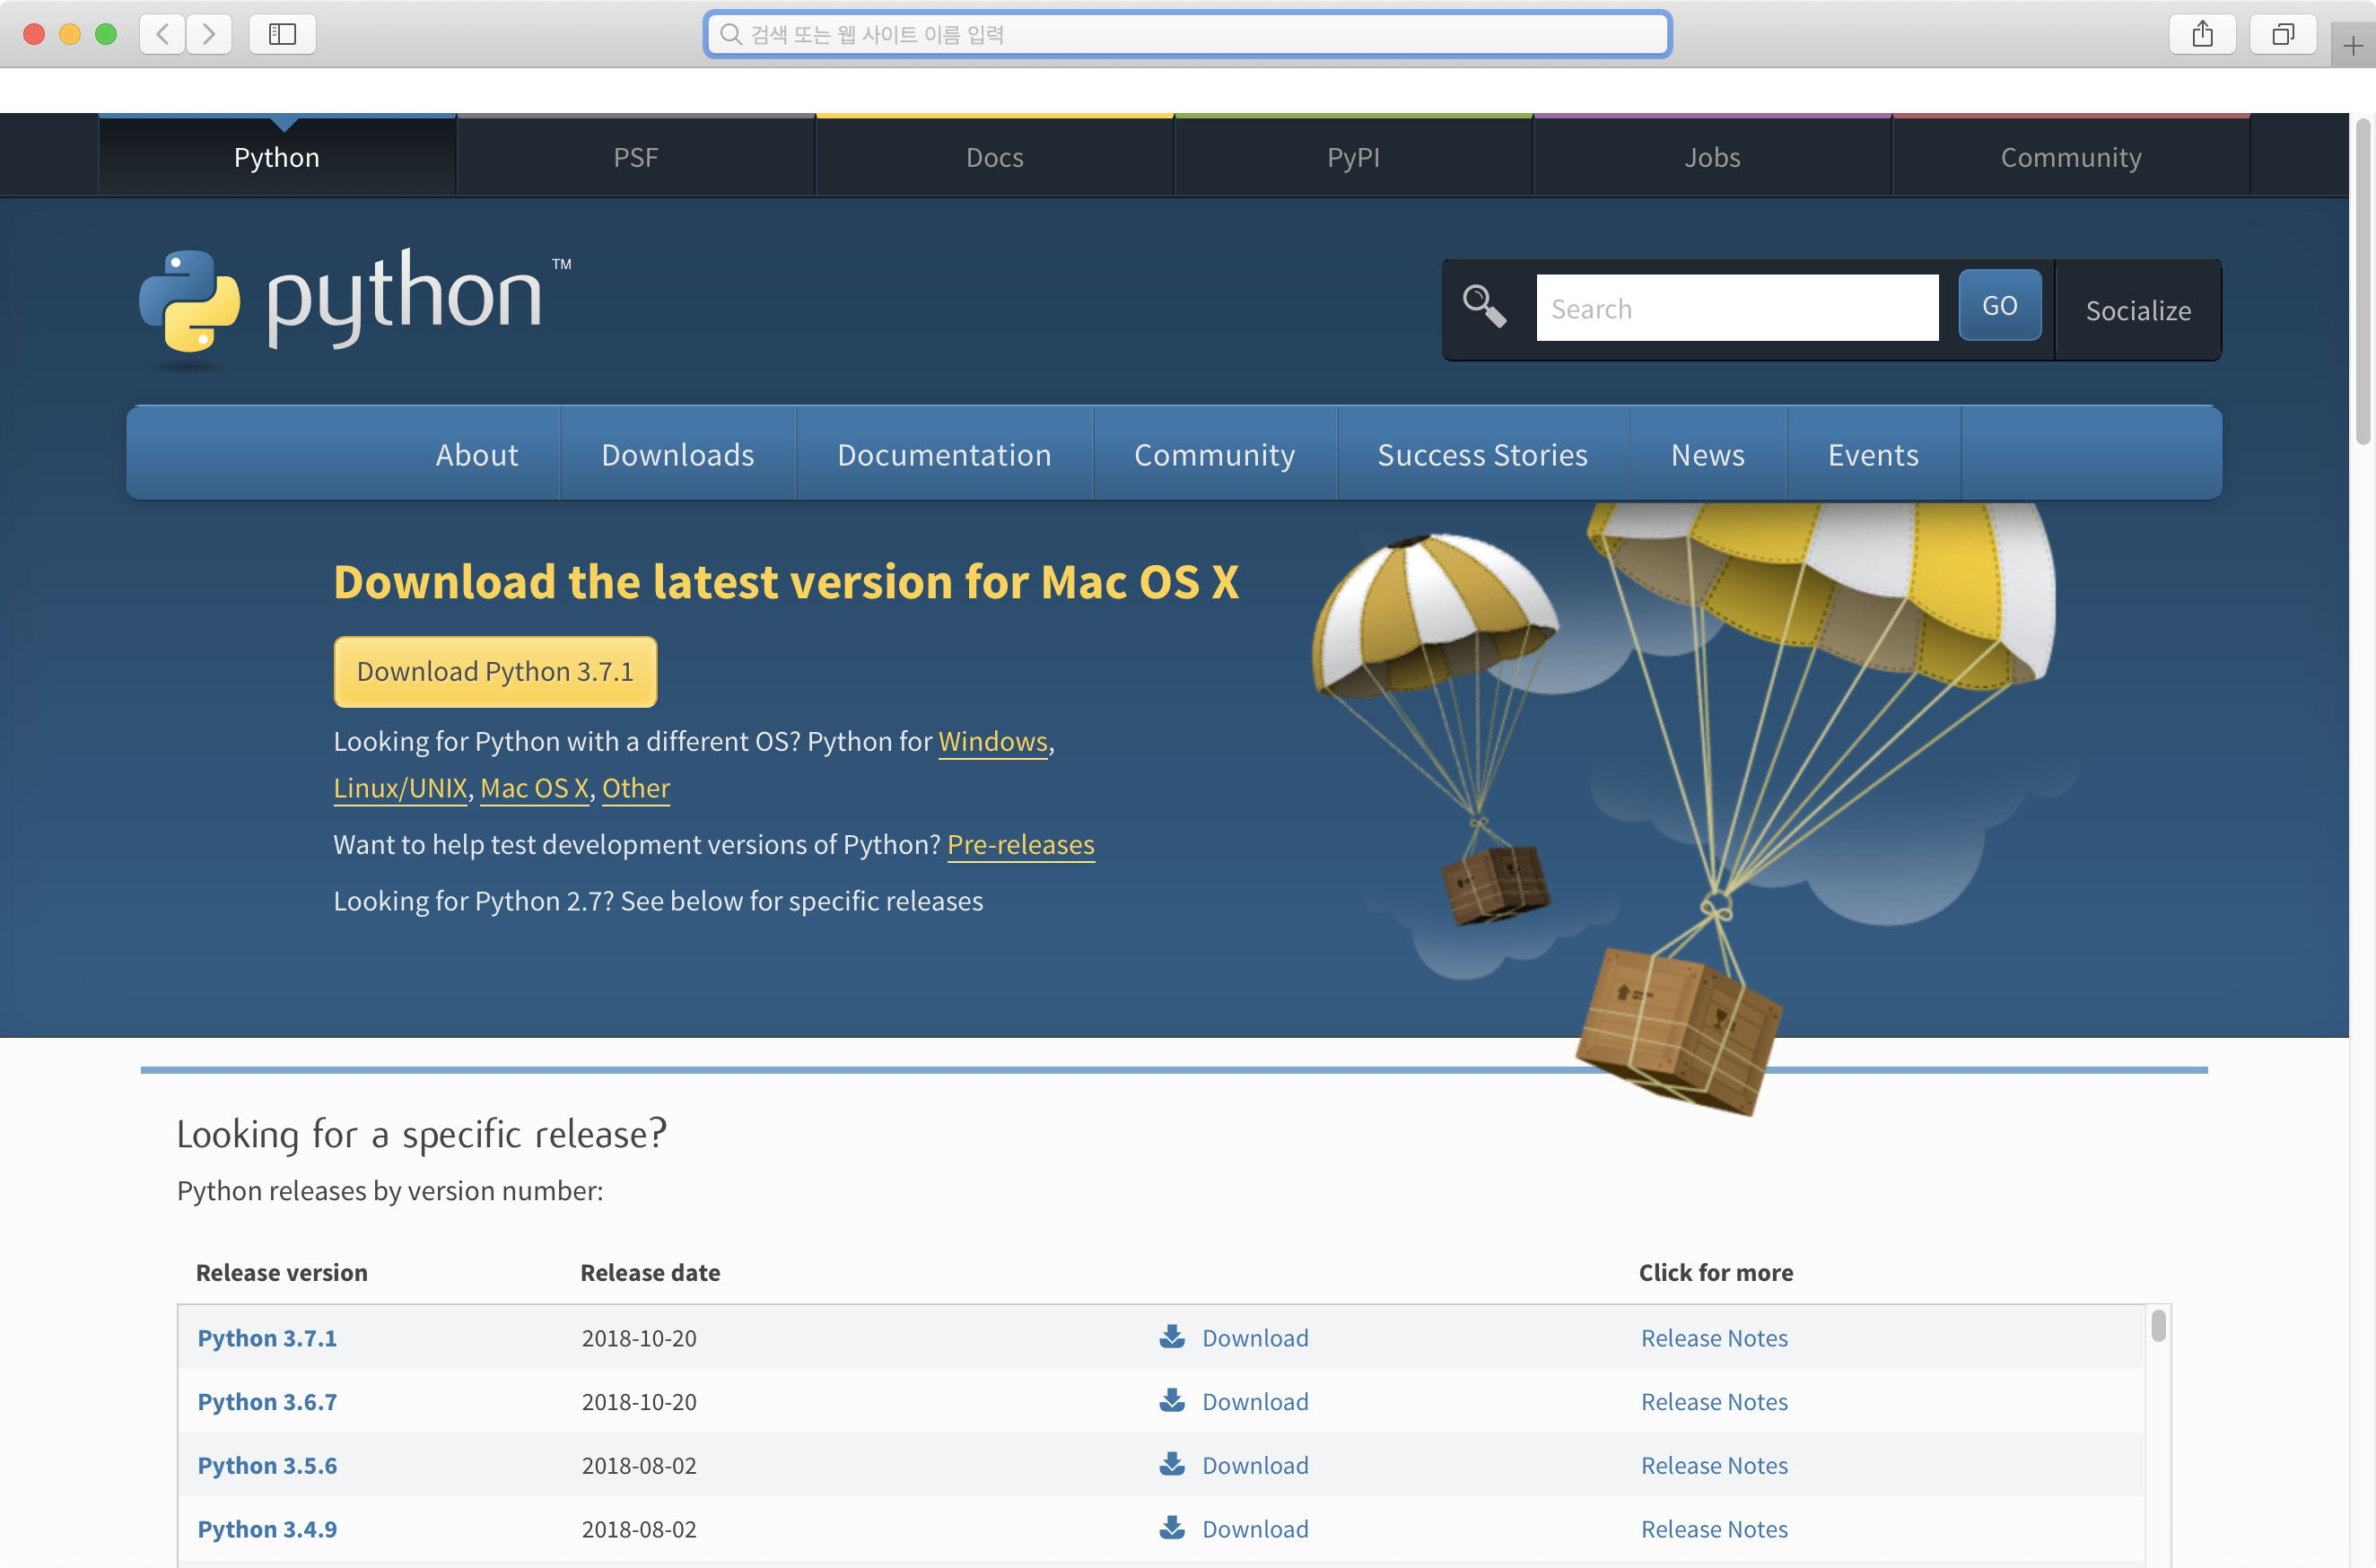 검색 또는 웹 사이트 이름 입력
Python PSF Docs PyPI Jobs Community
python™
Search GO Socialize
About Downloads Documentation Community Success Stories News Events
Download the latest version for Mac OS X
Download Python 3.7.1
Looking for Python with a different OS? Python for Windows,
Linux/UNIX, Mac OS X, Other
Want to help test development versions of Python? Pre-releases
Looking for Python 2.7? See below for specific releases
Looking for a specific release?
Python releases by version number:
Release version Release date Click for more
Python 3.7.1 2018-10-20 Download Release Notes
Python 3.6.7 2018-10-20 Download Release Notes
Python 3.5.6 2018-08-02 Download Release Notes
Python 3.4.9 2018-08-02 Download Release Notes